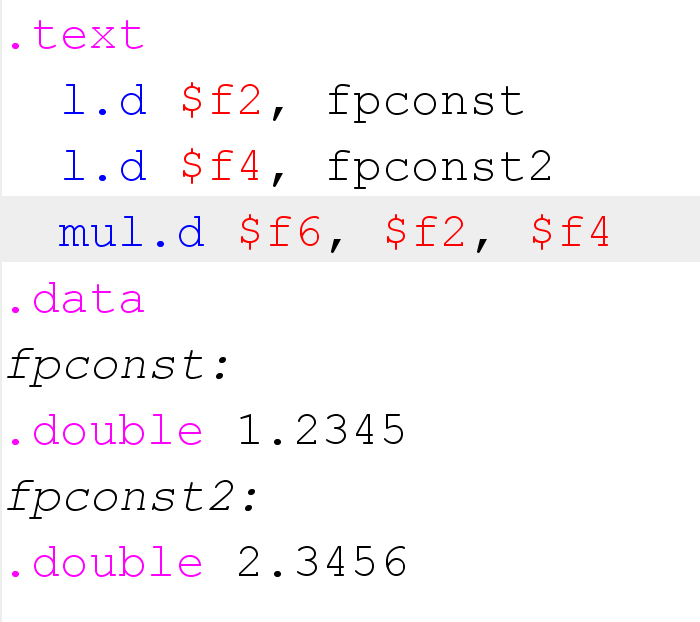 .text
l.d $f2, fpconst
l.d $f4, fpconst2
mul.d $f6, $f2, $f4
.data
fpconst:
.double 1.2345
fpconst2:
.double 2.3456